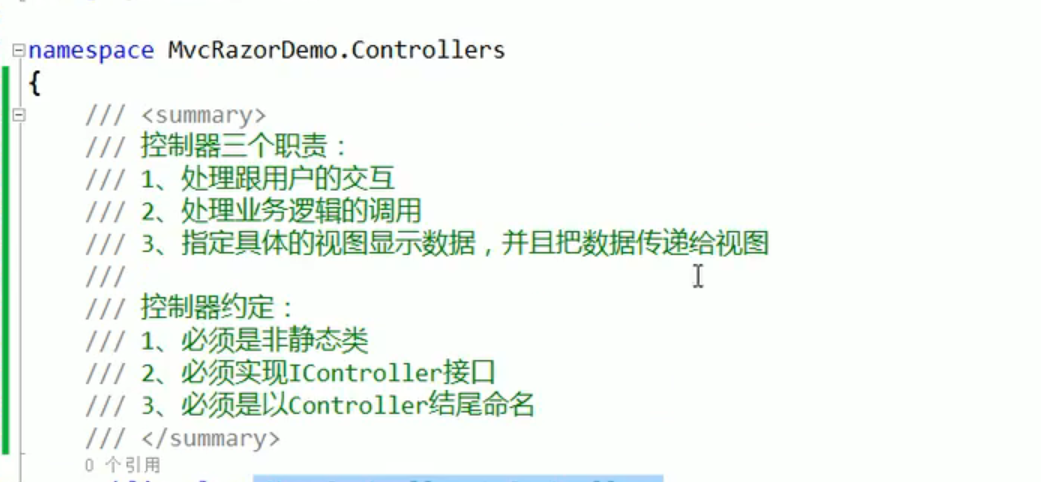 namespace MvcRazorDemo.Controllers
{
/// <summary>
/// 控制器三个职责：
/// 1、处理跟用户的交互
/// 2、处理业务逻辑的调用
/// 3、指定具体的视图显示数据，并且把数据传递给视图
///
/// 控制器约定：
/// 1、必须是非静态类
/// 2、必须实现IController接口
/// 3、必须是以Controller结尾命名
/// </summary>
0 个引用